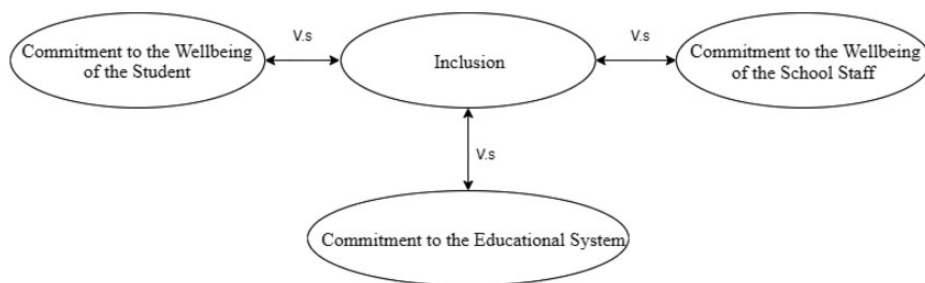 V.s
V.s
Commitment to the Wellbeing
of the Student
Inclusion
Commitment to the Wellbeing
of the School Staff
V.s
Commitment to the Educational System